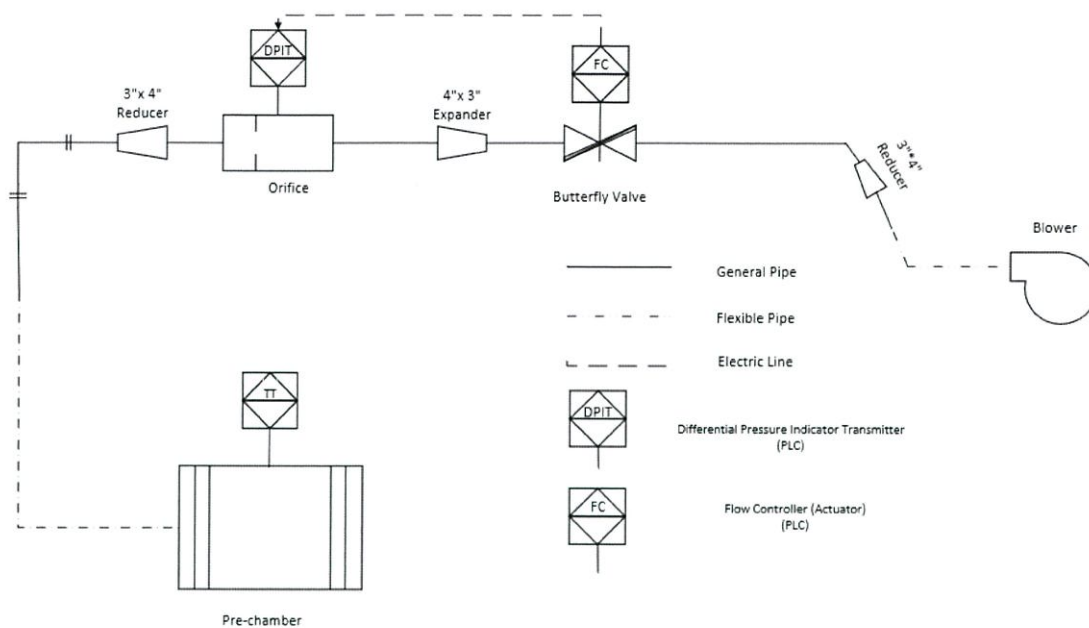 DPIT
FC
3"x 4"
Reducer
4"x 3"
Expander
Orifice
Butterfly Valve
3"*4"
Reducer
Blower
General Pipe
Flexible Pipe
Electric Line
TT
DPIT
Differential Pressure Indicator Transmitter
(PLC)
FC
Flow Controller (Actuator)
(PLC)
Pre-chamber